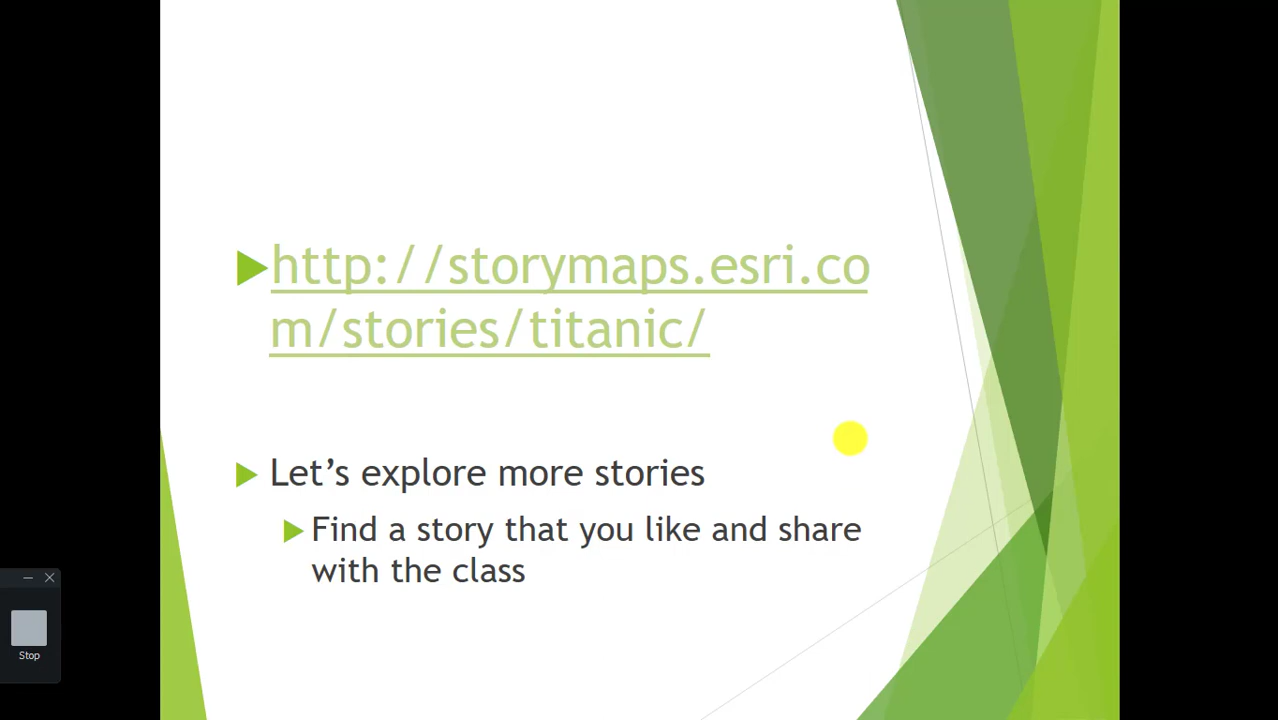 http://storymaps.esri.co
m/stories/titanic/
Let’s explore more stories
Find a story that you like and share
with the class
Stop